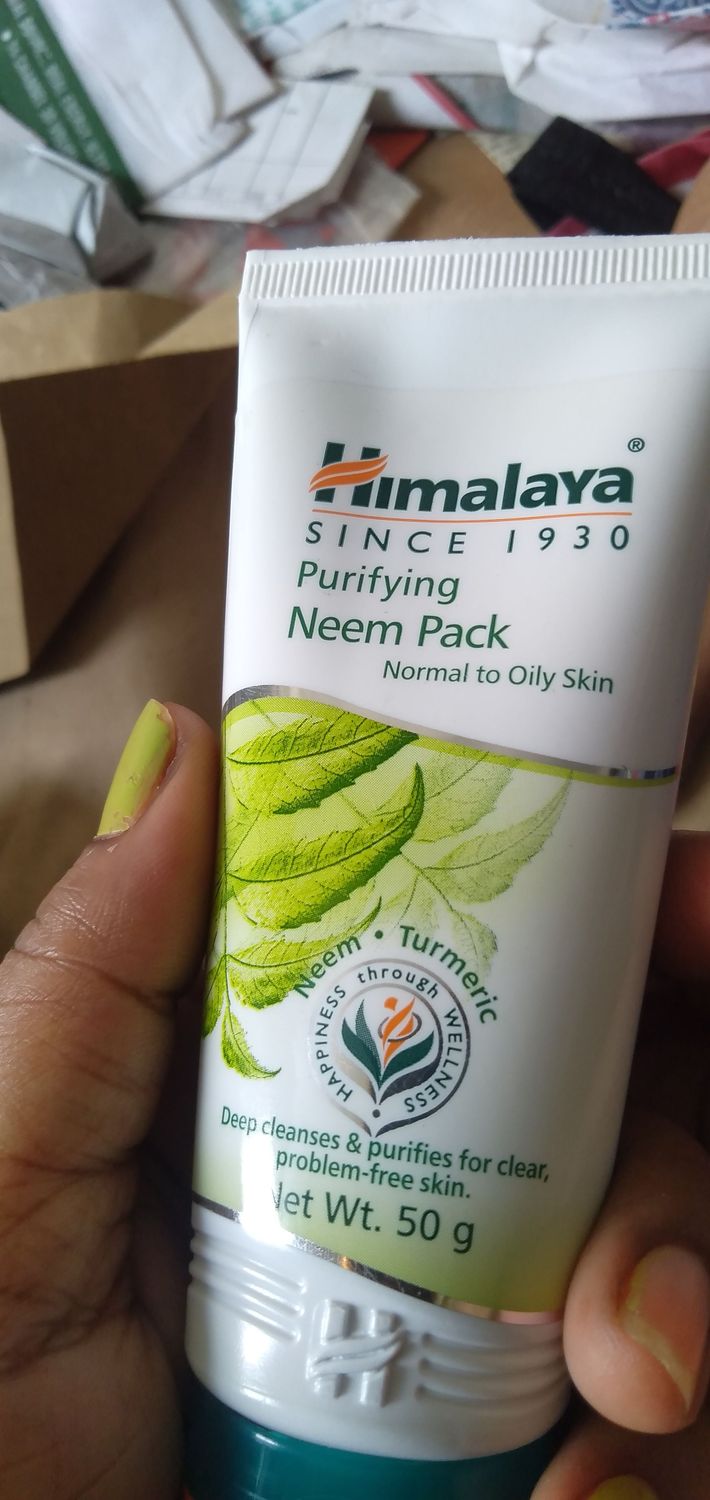 Himalaya®
SINCE 1930
Purifying
Neem Pack
Normal to Oily Skin
Neem • Turmeric
HAPPINESS through WELLNESS
Deep cleanses & purifies for clear,
problem-free skin.
Net Wt. 50 g
H